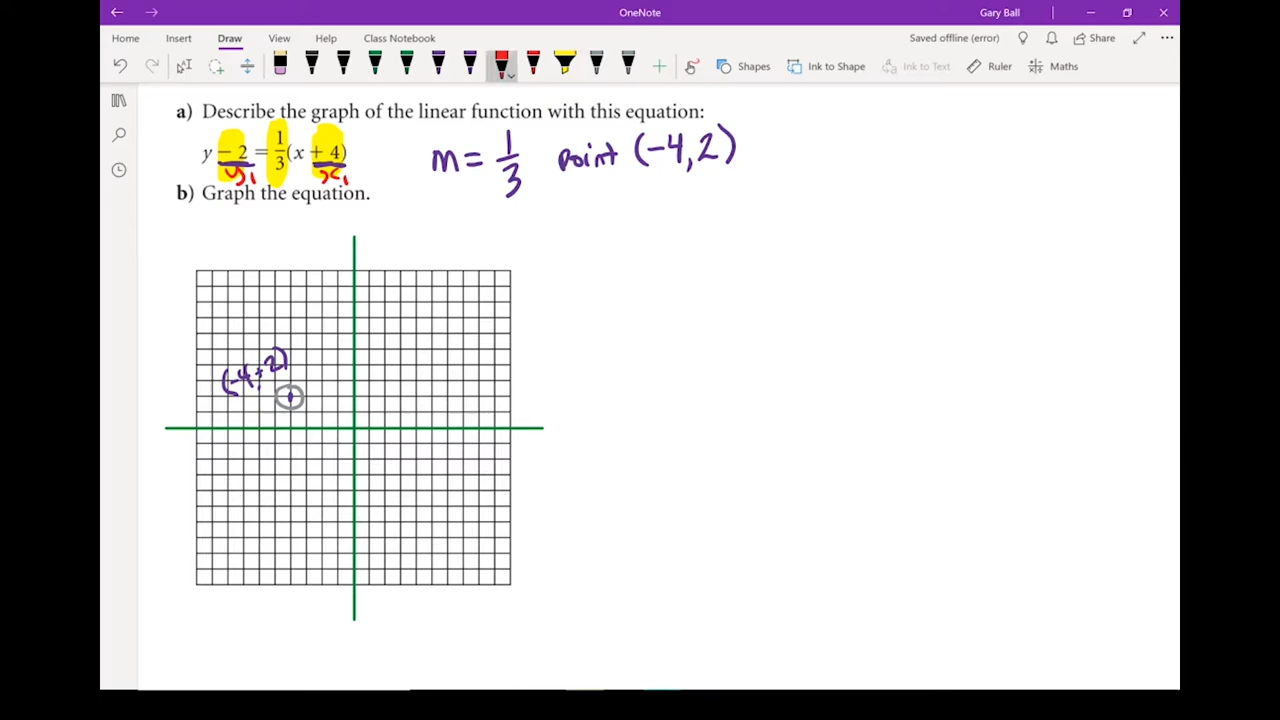 OneNote
Gary Ball
Home Insert Draw View Help Class Notebook
Saved offline (error) Share
Shapes Ink to Shape Ink to Text Ruler Maths
a) Describe the graph of the linear function with this equation:
y − 2 = 1/3(x + 4)
y₁ x₁
m = 1/3 point (-4,2)
b) Graph the equation.
(-4,2)